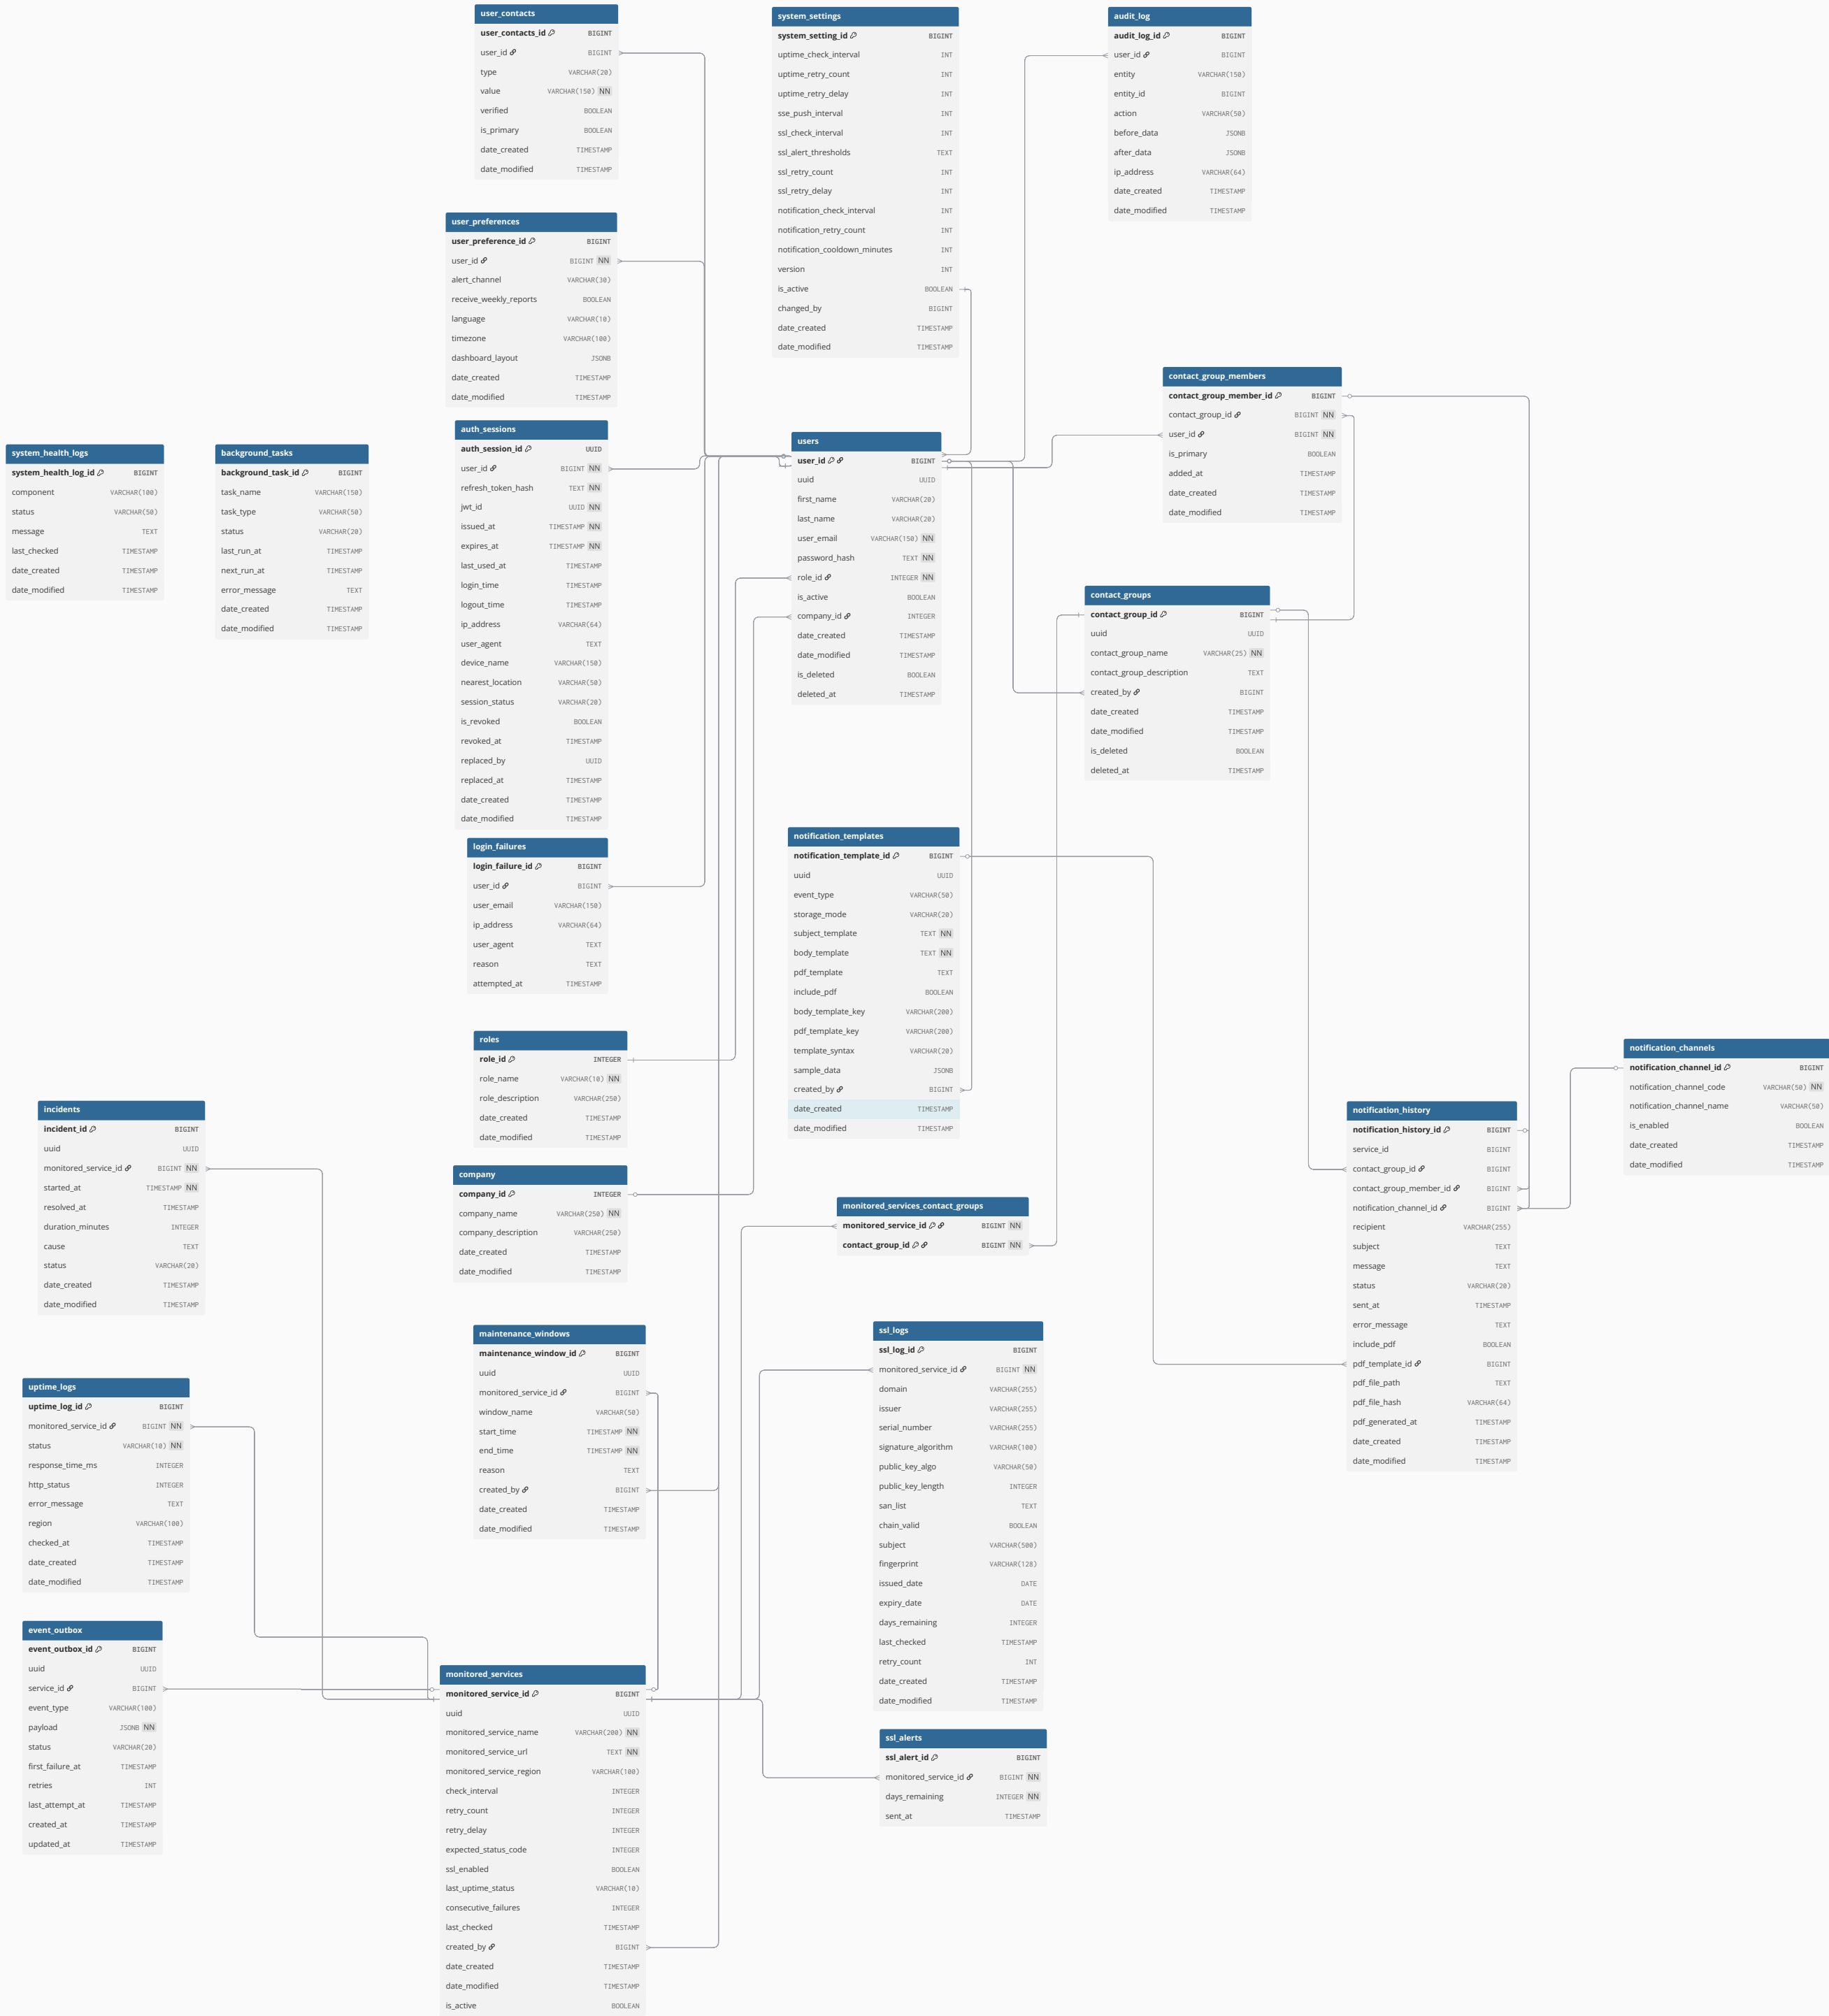 user_contacts
user_contacts_id BIGINT
user_id BIGINT
type VARCHAR(20)
value VARCHAR(150) NN
verified BOOLEAN
is_primary BOOLEAN
date_created TIMESTAMP
date_modified TIMESTAMP
system_settings
system_setting_id BIGINT
uptime_check_interval INT
uptime_retry_count INT
uptime_retry_delay INT
sse_push_interval INT
ssl_check_interval INT
ssl_alert_thresholds TEXT
ssl_retry_count INT
ssl_retry_delay INT
notification_check_interval INT
notification_retry_count INT
notification_cooldown_minutes INT
version INT
is_active BOOLEAN
changed_by BIGINT
date_created TIMESTAMP
date_modified TIMESTAMP
audit_log
audit_log_id BIGINT
user_id BIGINT
entity VARCHAR(150)
entity_id BIGINT
action VARCHAR(50)
before_data JSONB
after_data JSONB
ip_address VARCHAR(64)
date_created TIMESTAMP
date_modified TIMESTAMP
user_preferences
user_preference_id BIGINT
user_id BIGINT NN
alert_channel VARCHAR(30)
receive_weekly_reports BOOLEAN
language VARCHAR(10)
timezone VARCHAR(100)
dashboard_layout JSONB
date_created TIMESTAMP
date_modified TIMESTAMP
contact_group_members
contact_group_member_id BIGINT
contact_group_id BIGINT NN
user_id BIGINT NN
is_primary BOOLEAN
added_at TIMESTAMP
date_created TIMESTAMP
date_modified TIMESTAMP
system_health_logs
system_health_log_id BIGINT
component VARCHAR(100)
status VARCHAR(50)
message TEXT
last_checked TIMESTAMP
date_created TIMESTAMP
date_modified TIMESTAMP
background_tasks
background_task_id BIGINT
task_name VARCHAR(150)
task_type VARCHAR(50)
status VARCHAR(20)
last_run_at TIMESTAMP
next_run_at TIMESTAMP
error_message TEXT
date_created TIMESTAMP
date_modified TIMESTAMP
auth_sessions
auth_session_id UUID
user_id BIGINT NN
refresh_token_hash TEXT NN
jwt_id UUID NN
issued_at TIMESTAMP NN
expires_at TIMESTAMP NN
last_used_at TIMESTAMP
login_time TIMESTAMP
logout_time TIMESTAMP
ip_address VARCHAR(64)
user_agent TEXT
device_name VARCHAR(150)
nearest_location VARCHAR(50)
session_status VARCHAR(20)
is_revoked BOOLEAN
revoked_at TIMESTAMP
replaced_by UUID
replaced_at TIMESTAMP
date_created TIMESTAMP
date_modified TIMESTAMP
users
user_id BIGINT
uuid UUID
first_name VARCHAR(20)
last_name VARCHAR(20)
user_email VARCHAR(150) NN
password_hash TEXT NN
role_id INTEGER NN
is_active BOOLEAN
company_id INTEGER
date_created TIMESTAMP
date_modified TIMESTAMP
is_deleted BOOLEAN
deleted_at TIMESTAMP
contact_groups
contact_group_id BIGINT
uuid UUID
contact_group_name VARCHAR(25) NN
contact_group_description TEXT
created_by BIGINT
date_created TIMESTAMP
date_modified TIMESTAMP
is_deleted BOOLEAN
deleted_at TIMESTAMP
login_failures
login_failure_id BIGINT
user_id BIGINT
user_email VARCHAR(150)
ip_address VARCHAR(64)
user_agent TEXT
reason TEXT
attempted_at TIMESTAMP
notification_templates
notification_template_id BIGINT
uuid UUID
event_type VARCHAR(50)
storage_mode VARCHAR(20)
subject_template TEXT NN
body_template TEXT NN
pdf_template TEXT
include_pdf BOOLEAN
body_template_key VARCHAR(200)
pdf_template_key VARCHAR(200)
template_syntax VARCHAR(20)
sample_data JSONB
created_by BIGINT
date_created TIMESTAMP
date_modified TIMESTAMP
roles
role_id INTEGER
role_name VARCHAR(10) NN
role_description VARCHAR(250)
date_created TIMESTAMP
date_modified TIMESTAMP
notification_channels
notification_channel_id BIGINT
notification_channel_code VARCHAR(50) NN
notification_channel_name VARCHAR(50)
is_enabled BOOLEAN
date_created TIMESTAMP
date_modified TIMESTAMP
incidents
incident_id BIGINT
uuid UUID
monitored_service_id BIGINT NN
started_at TIMESTAMP NN
resolved_at TIMESTAMP
duration_minutes INTEGER
cause TEXT
status VARCHAR(20)
date_created TIMESTAMP
date_modified TIMESTAMP
notification_history
notification_history_id BIGINT
service_id BIGINT
contact_group_id BIGINT
contact_group_member_id BIGINT
notification_channel_id BIGINT
recipient VARCHAR(255)
subject TEXT
message TEXT
status VARCHAR(20)
sent_at TIMESTAMP
error_message TEXT
include_pdf BOOLEAN
pdf_template_id BIGINT
pdf_file_path TEXT
pdf_file_hash VARCHAR(64)
pdf_generated_at TIMESTAMP
date_created TIMESTAMP
date_modified TIMESTAMP
company
company_id INTEGER
company_name VARCHAR(250) NN
company_description VARCHAR(250)
date_created TIMESTAMP
date_modified TIMESTAMP
monitored_services_contact_groups
monitored_service_id BIGINT NN
contact_group_id BIGINT NN
maintenance_windows
maintenance_window_id BIGINT
uuid UUID
monitored_service_id BIGINT
window_name VARCHAR(50)
start_time TIMESTAMP NN
end_time TIMESTAMP NN
reason TEXT
created_by BIGINT
date_created TIMESTAMP
date_modified TIMESTAMP
ssl_logs
ssl_log_id BIGINT
monitored_service_id BIGINT NN
domain VARCHAR(255)
issuer VARCHAR(255)
serial_number VARCHAR(255)
signature_algorithm VARCHAR(100)
public_key_algo VARCHAR(50)
public_key_length INTEGER
san_list TEXT
chain_valid BOOLEAN
subject VARCHAR(500)
fingerprint VARCHAR(128)
issued_date DATE
expiry_date DATE
days_remaining INTEGER
last_checked TIMESTAMP
retry_count INT
date_created TIMESTAMP
date_modified TIMESTAMP
uptime_logs
uptime_log_id BIGINT
monitored_service_id BIGINT NN
status VARCHAR(10) NN
response_time_ms INTEGER
http_status INTEGER
error_message TEXT
region VARCHAR(100)
checked_at TIMESTAMP
date_created TIMESTAMP
date_modified TIMESTAMP
event_outbox
event_outbox_id BIGINT
uuid UUID
service_id BIGINT
event_type VARCHAR(100)
payload JSONB NN
status VARCHAR(20)
first_failure_at TIMESTAMP
retries INT
last_attempt_at TIMESTAMP
created_at TIMESTAMP
updated_at TIMESTAMP
monitored_services
monitored_service_id BIGINT
uuid UUID
monitored_service_name VARCHAR(200) NN
monitored_service_url TEXT NN
monitored_service_region VARCHAR(100)
check_interval INTEGER
retry_count INTEGER
retry_delay INTEGER
expected_status_code INTEGER
ssl_enabled BOOLEAN
last_uptime_status VARCHAR(10)
consecutive_failures INTEGER
last_checked TIMESTAMP
created_by BIGINT
date_created TIMESTAMP
date_modified TIMESTAMP
is_active BOOLEAN
ssl_alerts
ssl_alert_id BIGINT
monitored_service_id BIGINT NN
days_remaining INTEGER NN
sent_at TIMESTAMP